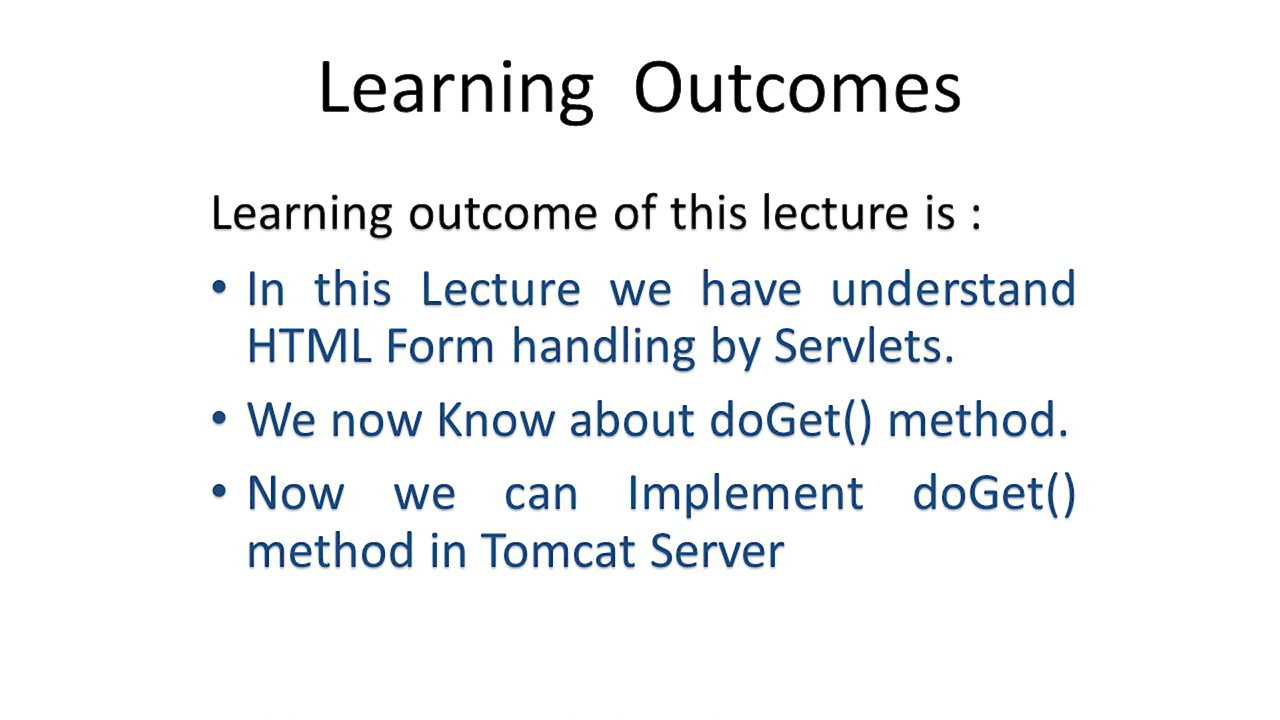 Learning Outcomes
Learning outcome of this lecture is :
• In this Lecture we have understand
HTML Form handling by Servlets.
• We now Know about doGet() method.
• Now we can Implement doGet()
method in Tomcat Server